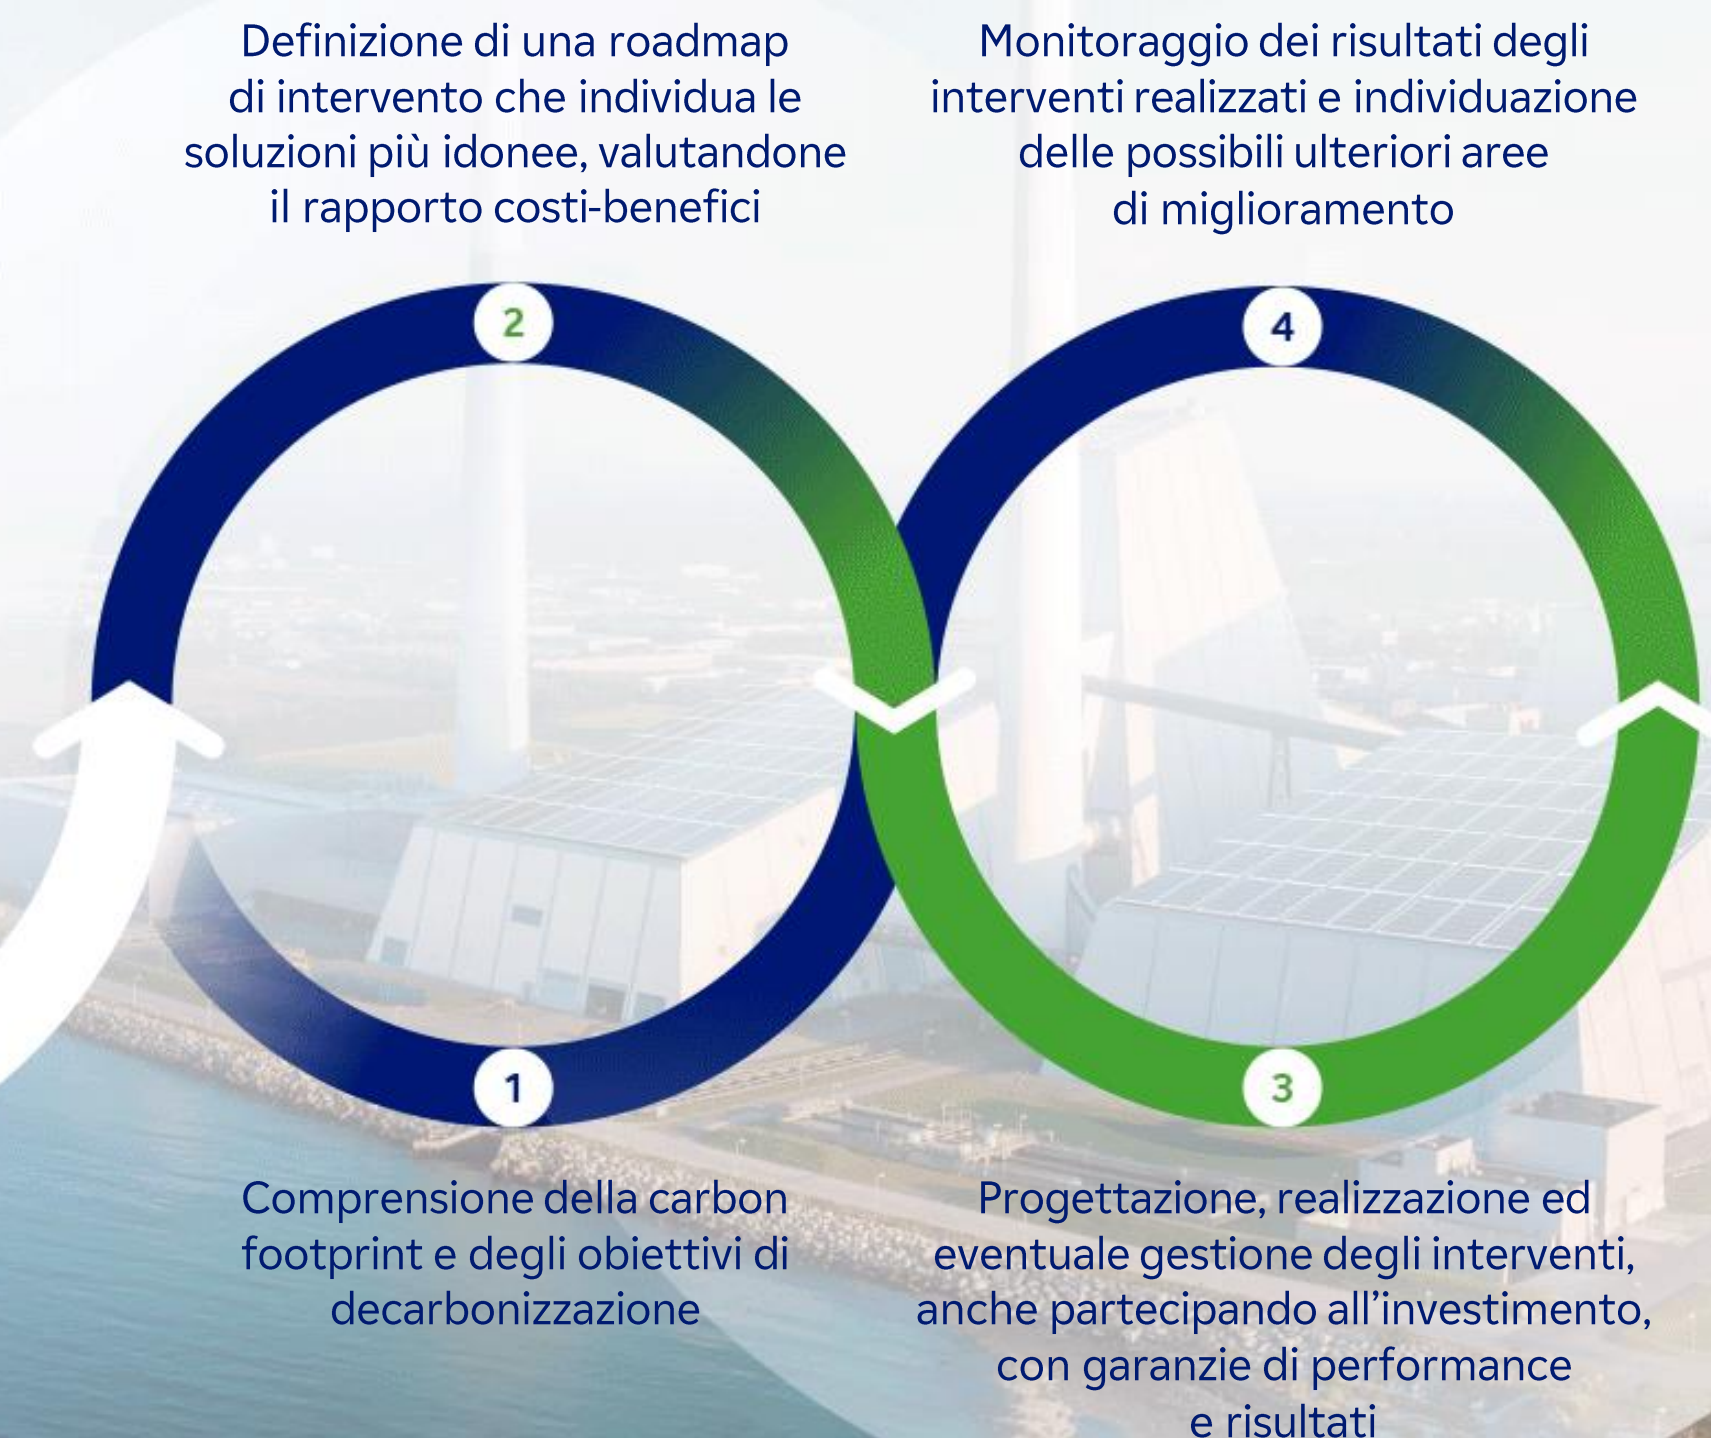 Definizione di una roadmap
di intervento che individua le
soluzioni più idonee, valutandone
il rapporto costi-benefici
Monitoraggio dei risultati degli
interventi realizzati e individuazione
delle possibili ulteriori aree
di miglioramento
2
4
1
3
Comprensione della carbon
footprint e degli obiettivi di
decarbonizzazione
Progettazione, realizzazione ed
eventuale gestione degli interventi,
anche partecipando all’investimento,
con garanzie di performance
e risultati